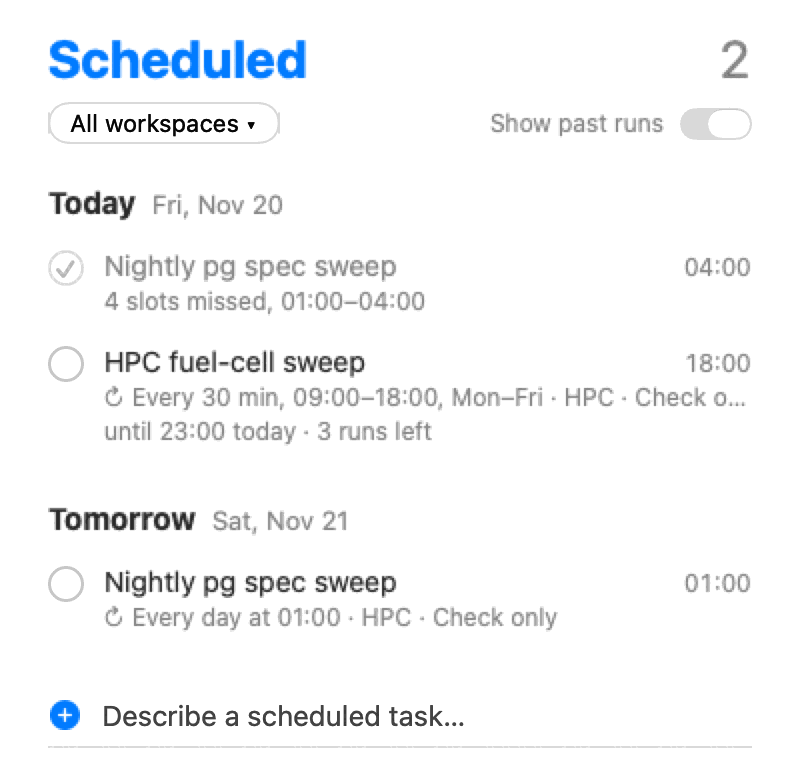 Scheduled 2
All workspaces ▾ Show past runs
Today Fri, Nov 20
Nightly pg spec sweep 04:00
4 slots missed, 01:00–04:00
HPC fuel-cell sweep 18:00
↻ Every 30 min, 09:00–18:00, Mon–Fri · HPC · Check o...
until 23:00 today · 3 runs left
Tomorrow Sat, Nov 21
Nightly pg spec sweep 01:00
↻ Every day at 01:00 · HPC · Check only
Describe a scheduled task...